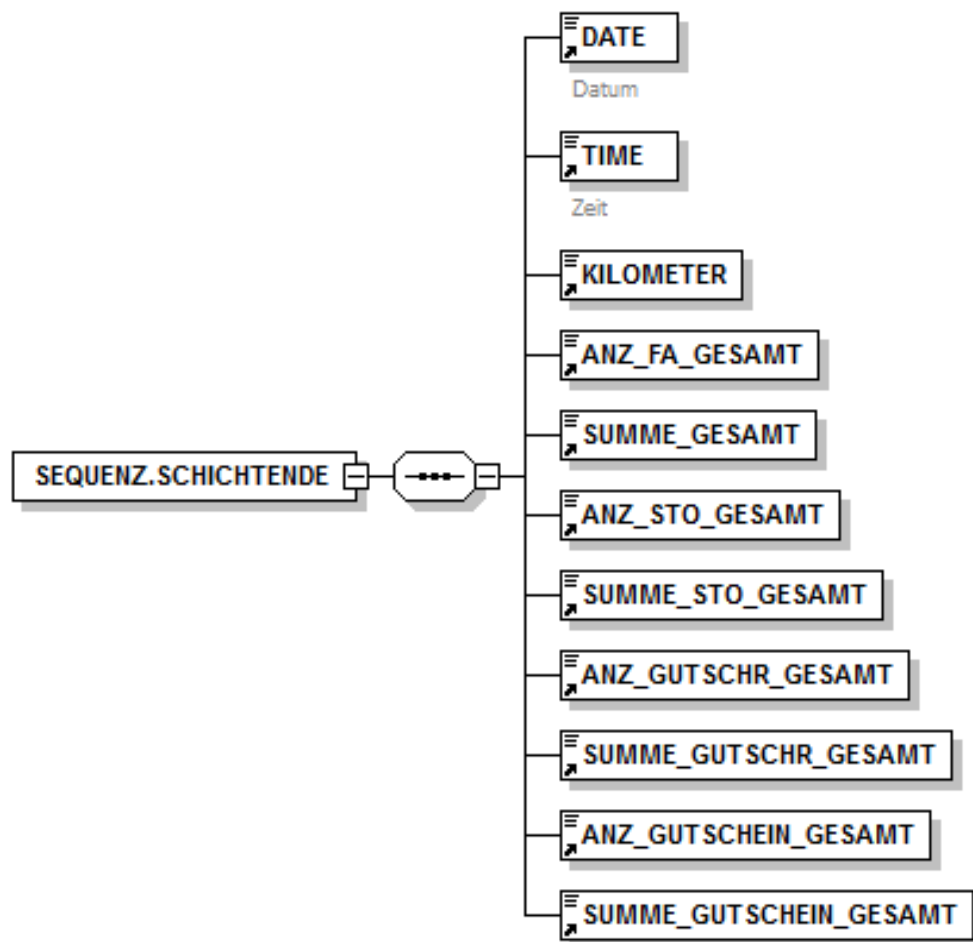 DATE
Datum
TIME
Zeit
KILOMETER
ANZ_FA_GESAMT
SUMME_GESAMT
SEQUENZ.SCHICHTENDE
ANZ_STO_GESAMT
SUMME_STO_GESAMT
ANZ_GUTSCHR_GESAMT
SUMME_GUTSCHR_GESAMT
ANZ_GUTSCHEIN_GESAMT
SUMME_GUTSCHEIN_GESAMT